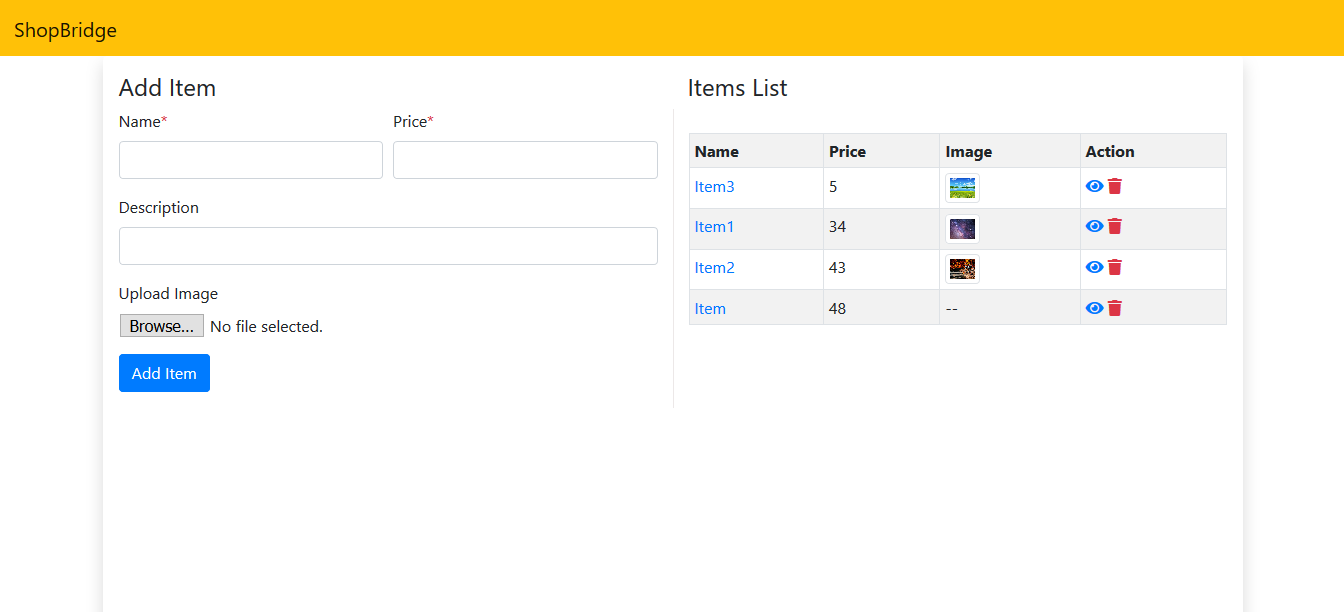 ShopBridge
Add Item
Name*
Price*
Description
Upload Image
Browse... No file selected.
Add Item
Items List
Name Price Image Action
Item3 5
Item1 34
Item2 43
Item 48 --